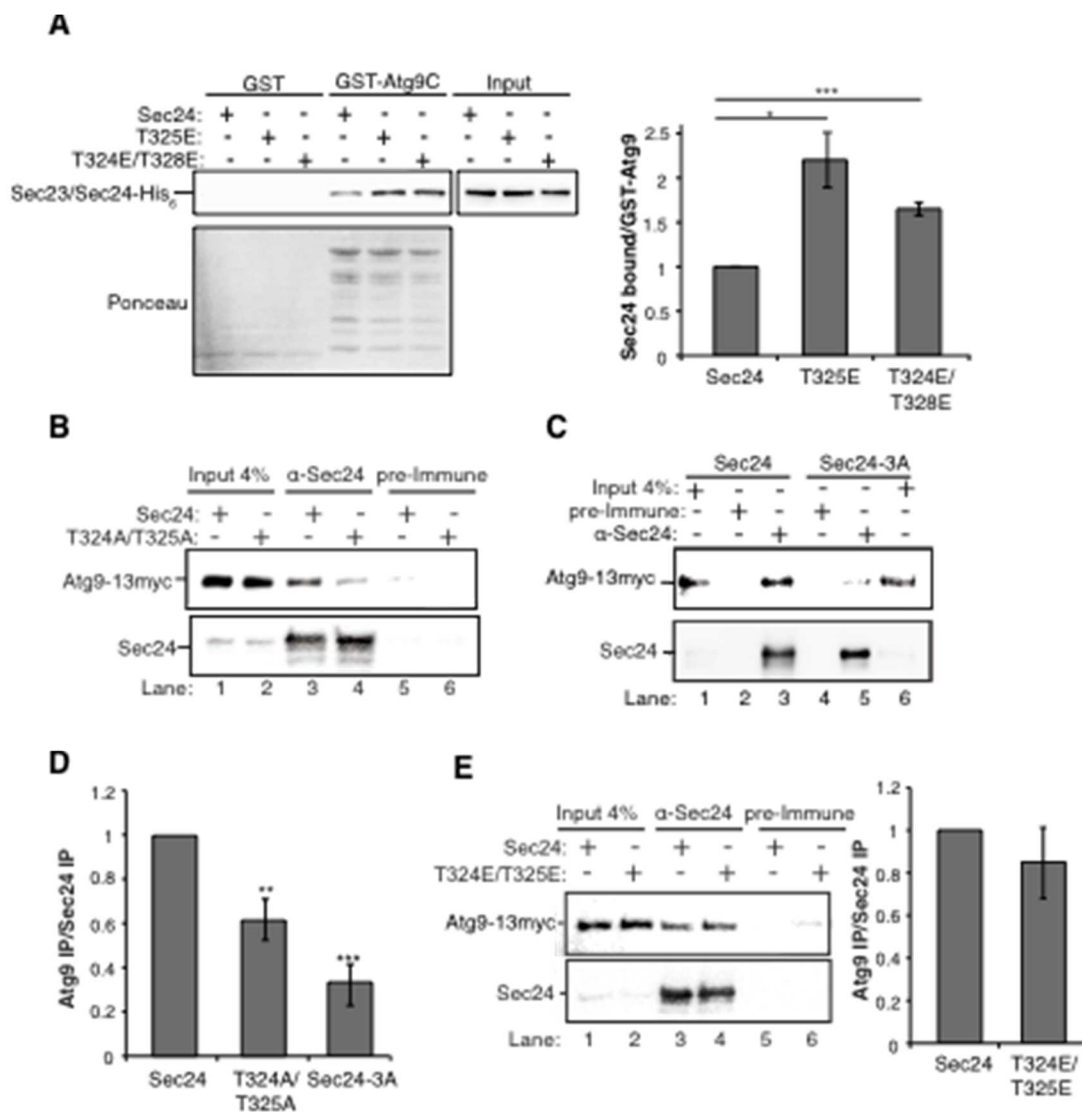 A
GST GST-Atg9C Input
Sec24: + - - + - - + - -
T325E: - + - - + - - + -
T324E/T328E: - - + - - + - - +
Sec23/Sec24-His6
Ponceau
Sec24 bound/GST-Atg9
2.5
2
1.5
1
0.5
0
* ***
Sec24 T325E T324E/
T328E
B
Input 4% α-Sec24 pre-Immune
Sec24: + - + - + -
T324A/T325A: - + - + - +
Atg9-13myc
Sec24
Lane: 1 2 3 4 5 6
C
Sec24 Sec24-3A
Input 4%: + - - - - +
pre-Immune: - + - + - -
α-Sec24: - - + - + -
Atg9-13myc
Sec24
Lane: 1 2 3 4 5 6
D
Atg9 IP/Sec24 IP
1.2
1
0.8
0.6
0.4
0.2
0
** ***
Sec24 T324A/ Sec24-3A
T325A
E
Input 4% α-Sec24 pre-Immune
Sec24: + - + - + -
T324E/T325E: - + - + - +
Atg9-13myc
Sec24
Lane: 1 2 3 4 5 6
Atg9 IP/Sec24 IP
1.2
1
0.8
0.6
0.4
0.2
0
Sec24 T324E/
T325E